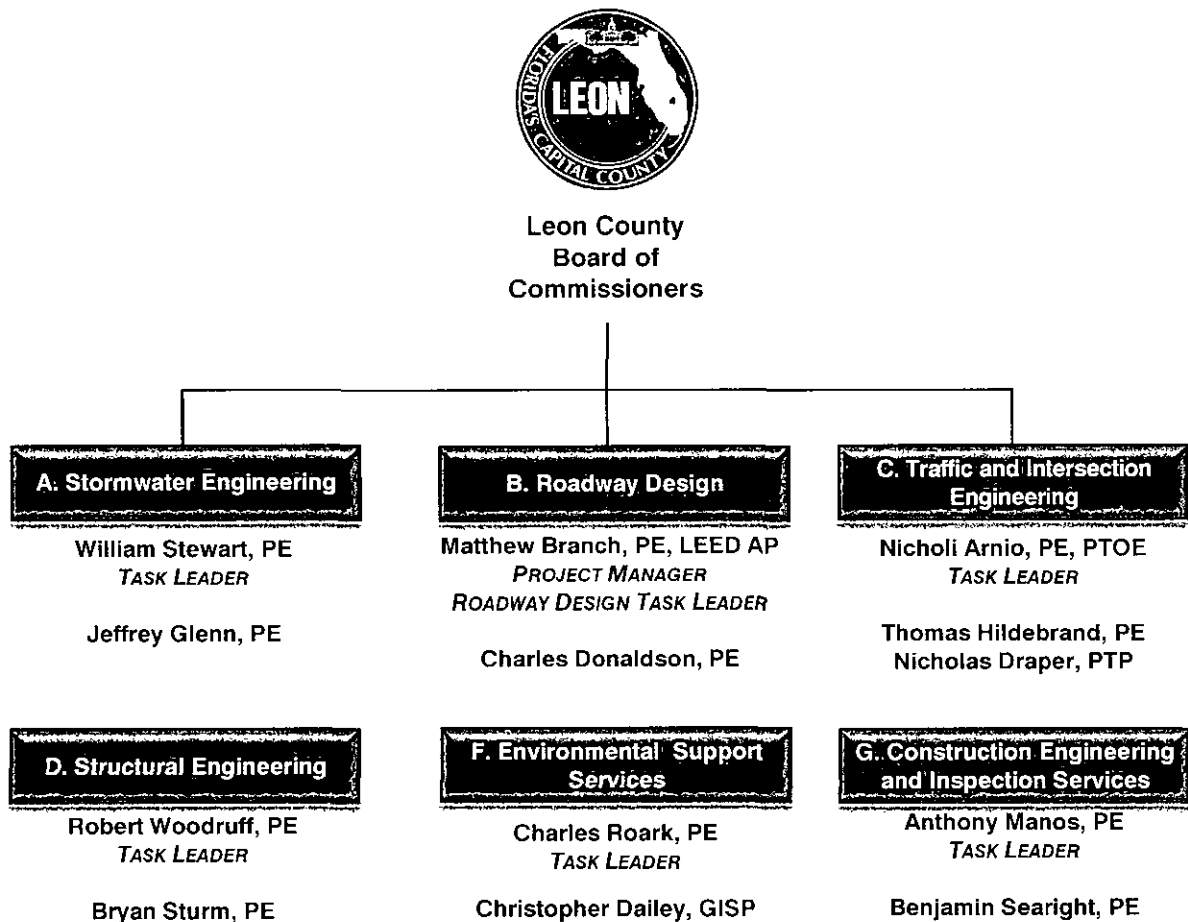 FLORIDA'S CAPITAL COUNTY
LEON
Leon County
Board of
Commissioners
A. Stormwater Engineering
William Stewart, PE
TASK LEADER
Jeffrey Glenn, PE
B. Roadway Design
Matthew Branch, PE, LEED AP
PROJECT MANAGER
ROADWAY DESIGN TASK LEADER
Charles Donaldson, PE
C. Traffic and Intersection
Engineering
Nicholi Arnio, PE, PTOE
TASK LEADER
Thomas Hildebrand, PE
Nicholas Draper, PTP
D. Structural Engineering
Robert Woodruff, PE
TASK LEADER
Bryan Sturm, PE
F. Environmental Support
Services
Charles Roark, PE
TASK LEADER
Christopher Dailey, GISP
G. Construction Engineering
and Inspection Services
Anthony Manos, PE
TASK LEADER
Benjamin Searight, PE